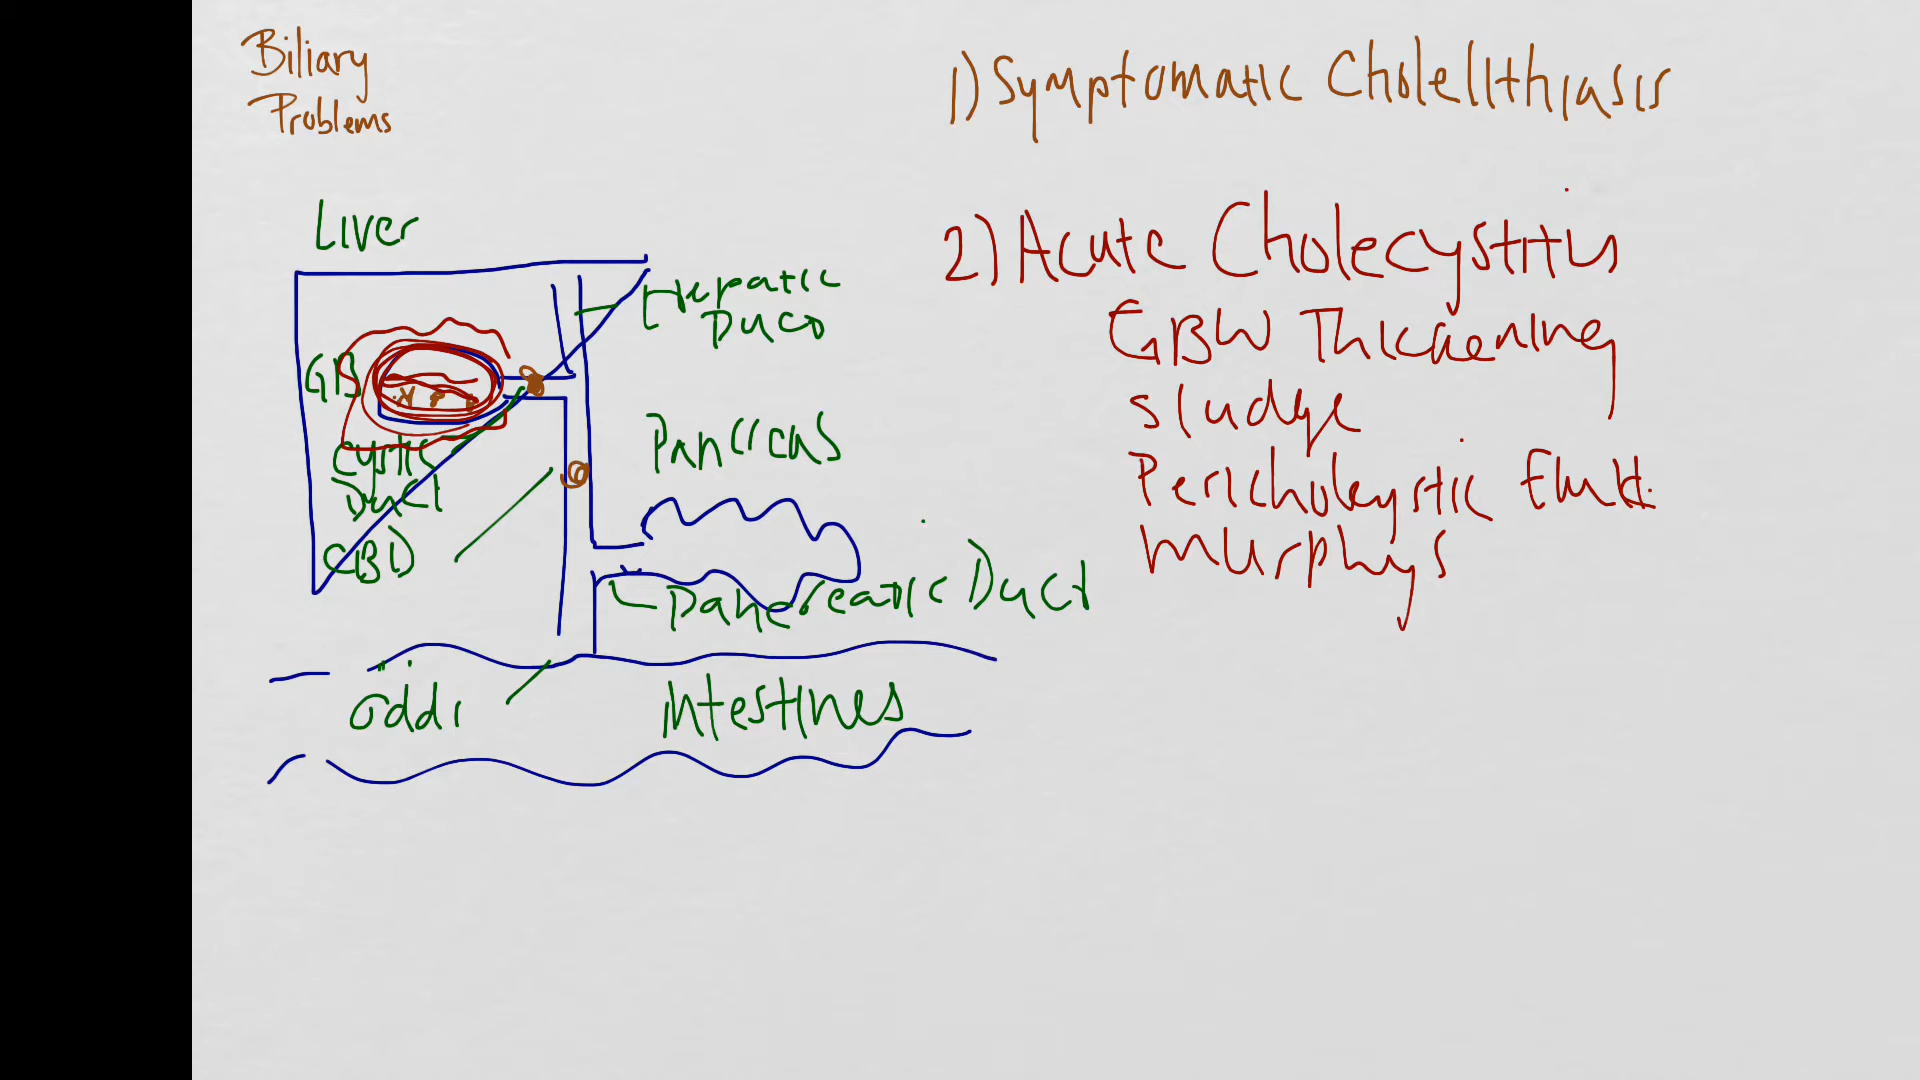 Biliary
Problems
1) Symptomatic Cholelithiasis
Liver
2) Acute Cholecystitis
Hepatic
Duct
GBW Thickening
GB
Sludge
Cystic
Duct
Pancreas
Pericholcystic Fluid
Murphys
CBD
Pancreatic Duct
Oddi
Intestines